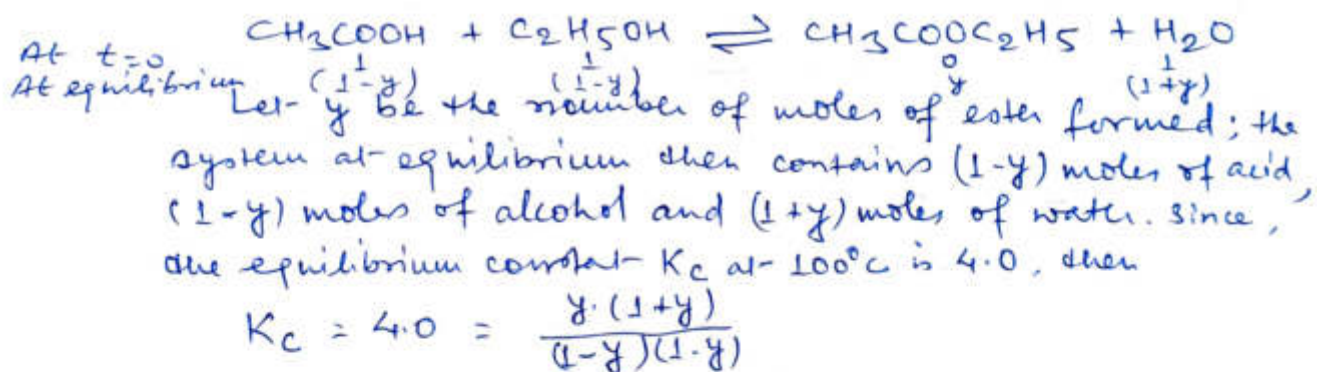 CH3COOH + C2H5OH ⇌ CH3COOC2H5 + H2O
At t=0 1 1 0 1
At equilibrium (1-y) (1-y) y (1+y)
Let y be the number of moles of ester formed; the
system at equilibrium then contains (1-y) moles of acid,
(1-y) moles of alcohol and (1+y) moles of water. Since,
the equilibrium constat Kc at 100°c is 4.0, then
Kc = 4.0 = y.(1+y) / (1-y)(1-y)